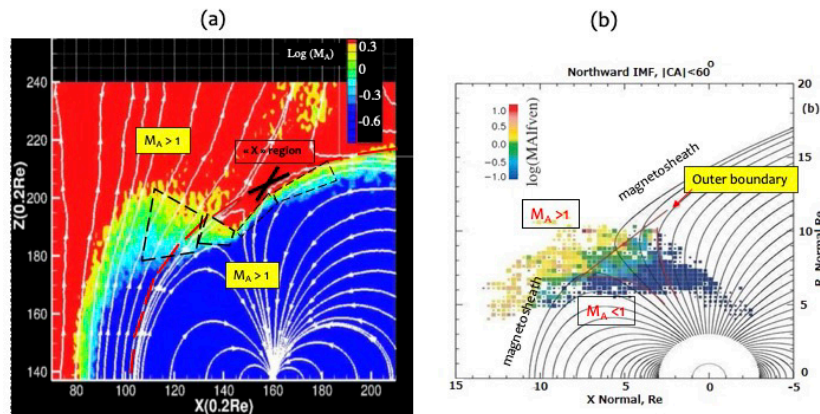 (a)
Log (MA)
0.3
0
-0.3
-0.6
240
220
200
180
160
140
Z(0.2Re)
MA > 1
« X » region
MA > 1
80 100 120 140 160 180 200
X(0.2Re)
(b)
Northward IMF, |CA|<60°
(b)
1.0
0.5
0.0
-0.5
-1.0
log(MAlfven)
magnetosheath
Outer boundary
MA >1
MA <1
magnetosheath
20
15
10
5
0
R Normal Re
15 10 5 0 -5
X Normal, Re